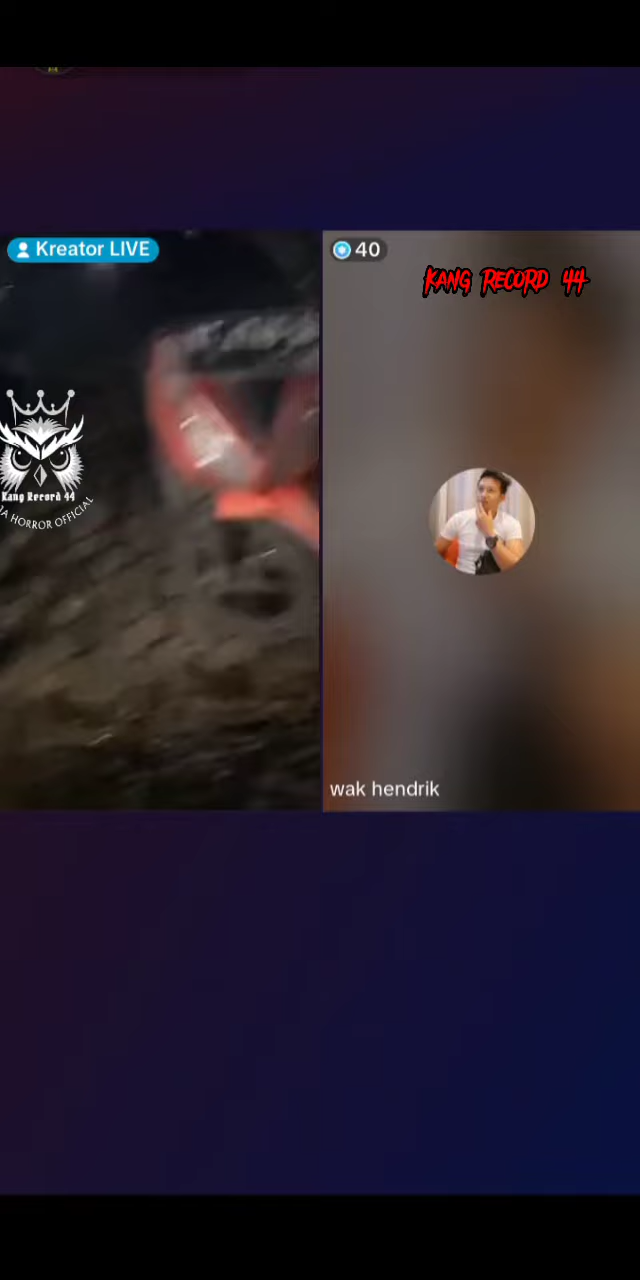 Kreator LIVE
40
KANG RECORD 44
Kang Record 44
HORROR OFFICIAL
wak hendrik